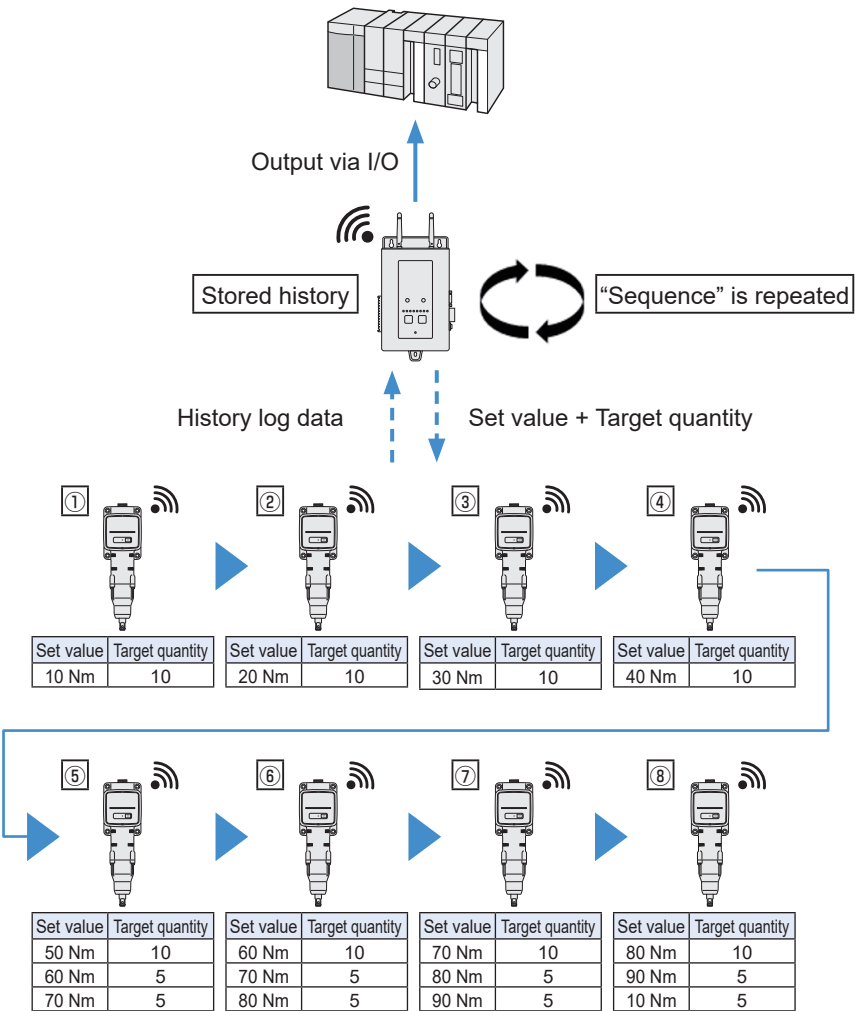 Output via I/O
Stored history
“Sequence” is repeated
History log data
Set value + Target quantity
① ② ③ ④
Set value Target quantity Set value Target quantity Set value Target quantity Set value Target quantity
10 Nm 10 20 Nm 10 30 Nm 10 40 Nm 10
⑤ ⑥ ⑦ ⑧
Set value Target quantity Set value Target quantity Set value Target quantity Set value Target quantity
50 Nm 10 60 Nm 10 70 Nm 10 80 Nm 10
60 Nm 5 70 Nm 5 80 Nm 5 90 Nm 5
70 Nm 5 80 Nm 5 90 Nm 5 10 Nm 5